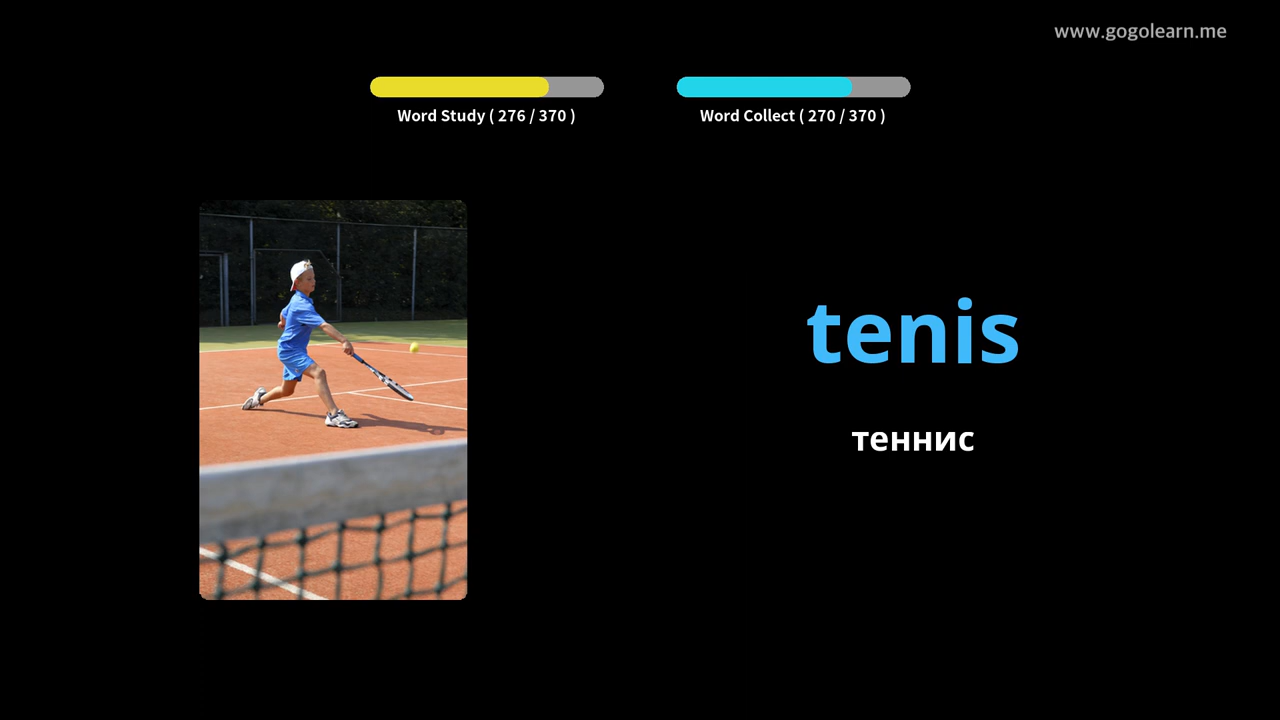 www.gogolearn.me
Word Study ( 276 / 370 )
Word Collect ( 270 / 370 )
tenis
теннис